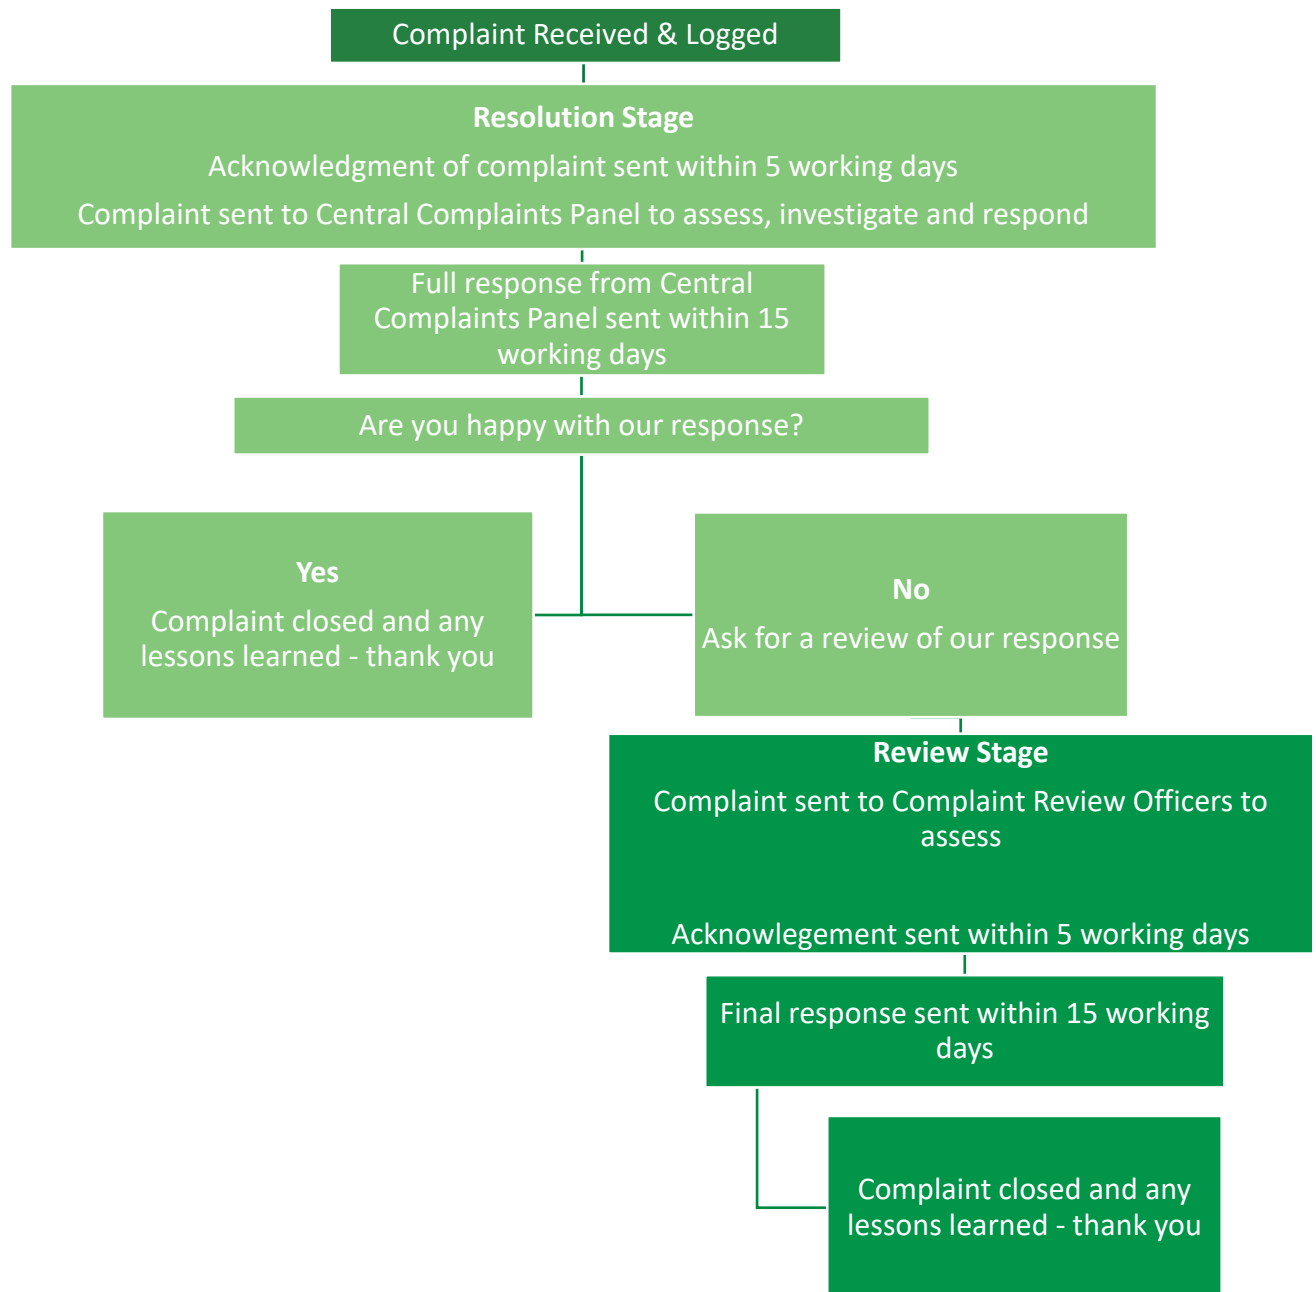 Complaint Received & Logged
Resolution Stage
Acknowledgment of complaint sent within 5 working days
Complaint sent to Central Complaints Panel to assess, investigate and respond
Full response from Central
Complaints Panel sent within 15
working days
Are you happy with our response?
Yes
Complaint closed and any
lessons learned - thank you
No
Ask for a review of our response
Review Stage
Complaint sent to Complaint Review Officers to
assess
Acknowlegement sent within 5 working days
Final response sent within 15 working
days
Complaint closed and any
lessons learned - thank you